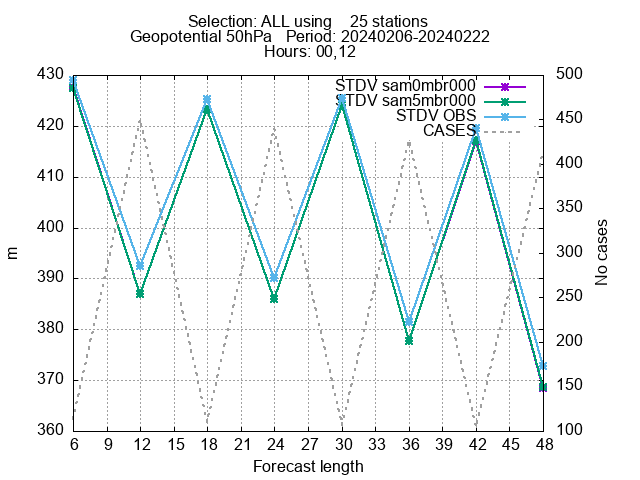 Selection: ALL using    25 stations
Geopotential 50hPa   Period: 20240206-20240222
Hours: 00,12
STDV sam0mbr000
STDV sam5mbr000
STDV OBS
CASES
430
420
410
400
390
380
370
360
m
500
450
400
350
300
250
200
150
100
No cases
6 9 12 15 18 21 24 27 30 33 36 39 42 45 48
Forecast length